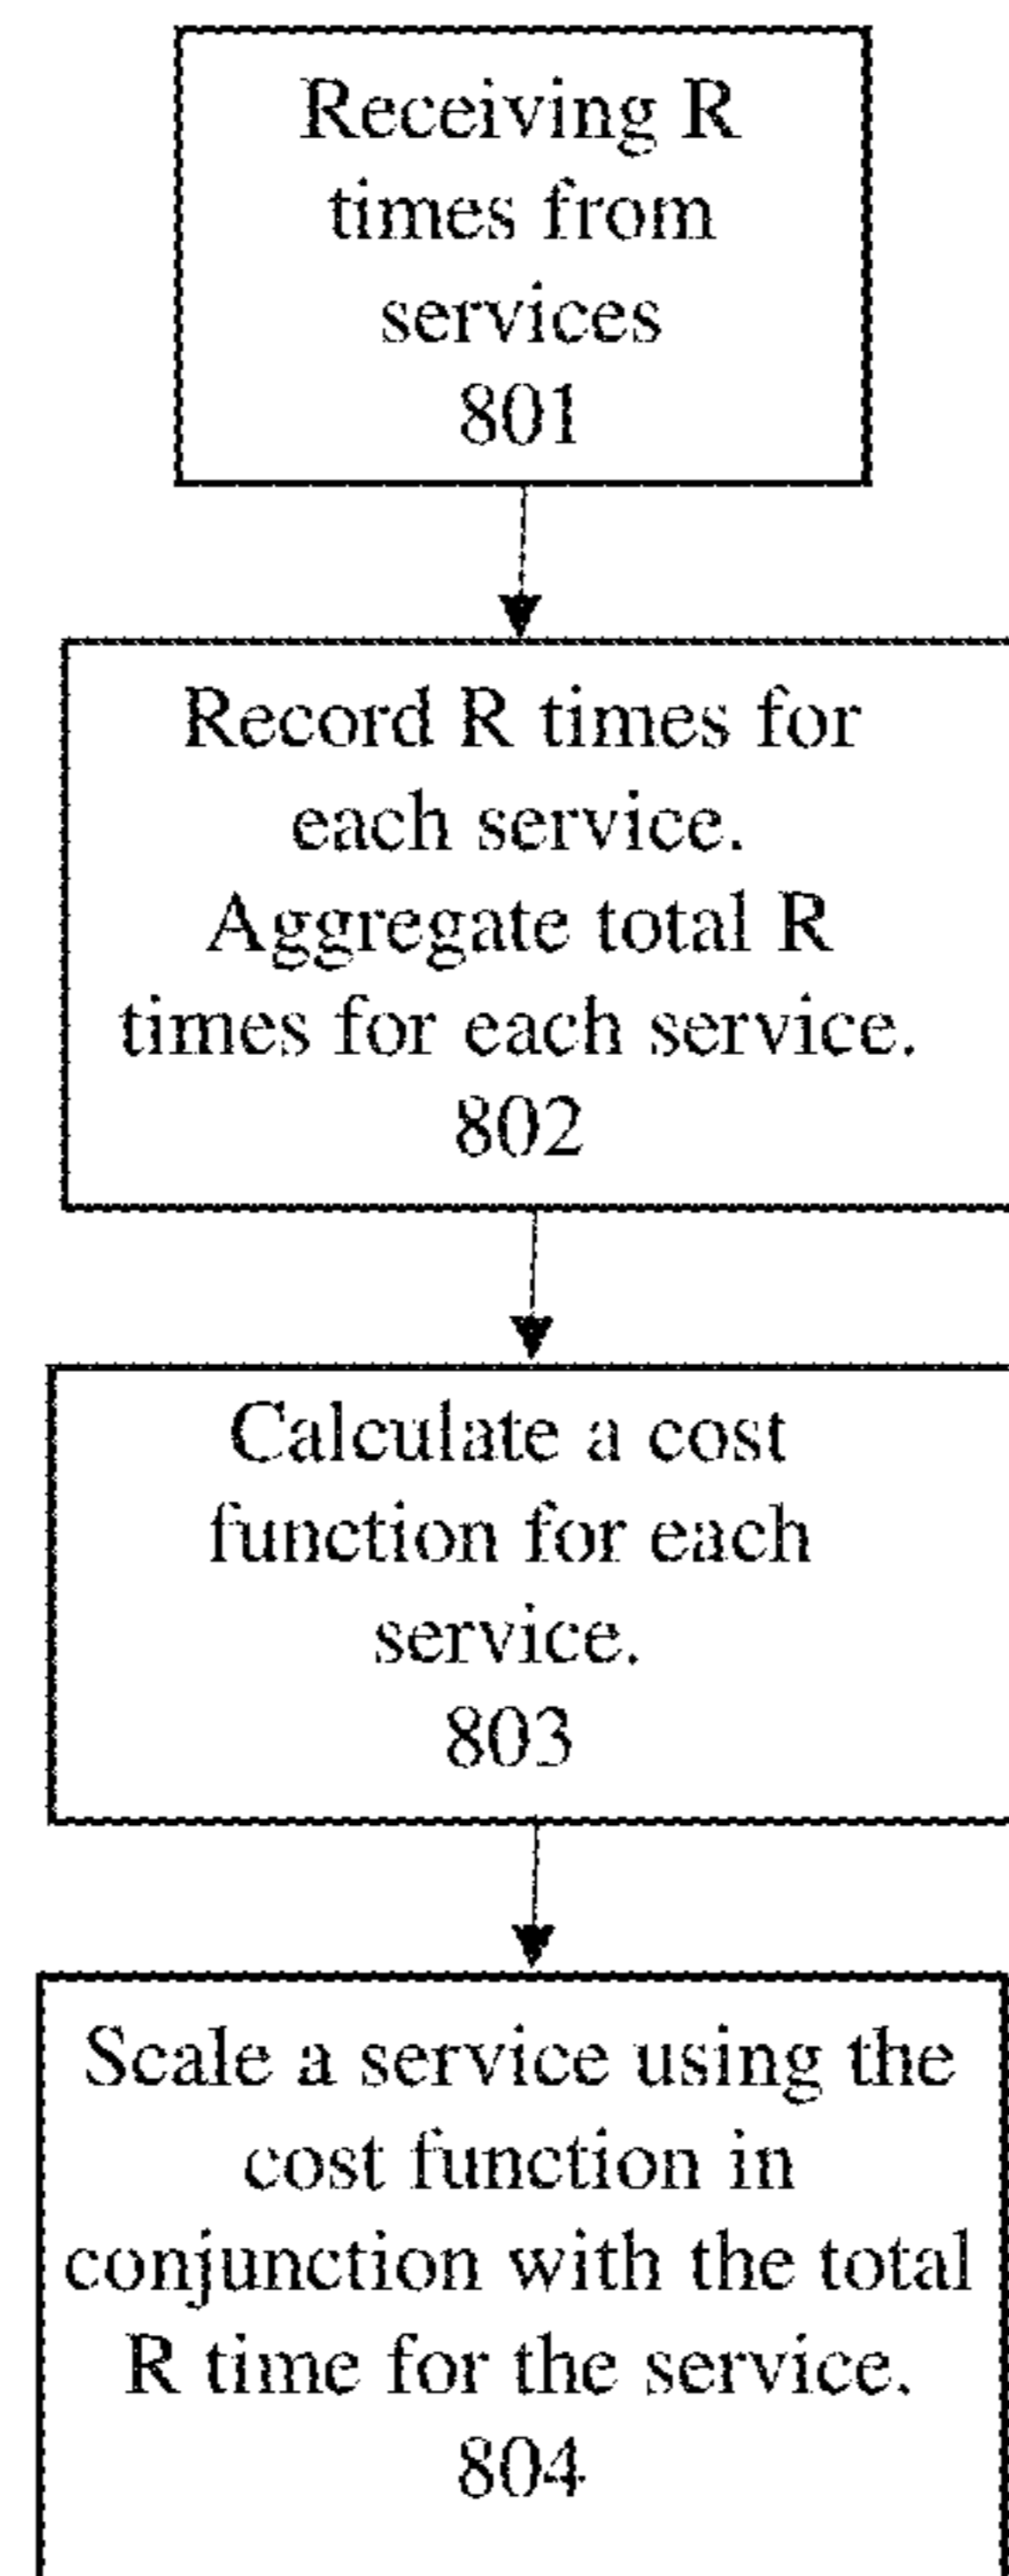 Receiving R
times from
services
801
Record R times for
each service.
Aggregate total R
times for each service.
802
Calculate a cost
function for each
service.
803
Scale a service using the
cost function in
conjunction with the total
R time for the service.
804